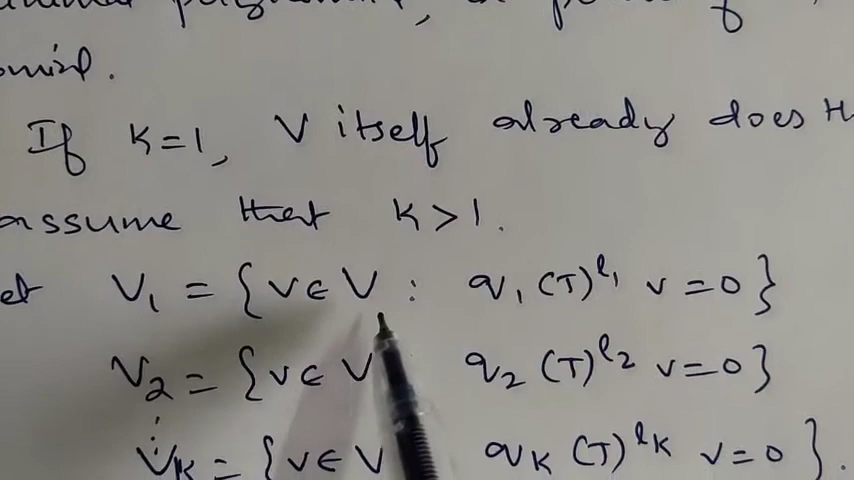 If K=1, V itself already does
assume that K>1.
V₁ = {v∈V : q₁(T)^l₁ v=0}
V₂ = {v∈V q₂(T)^l₂ v=0}
⋮
Vₖ = {v∈V qₖ(T)^lₖ v=0}.